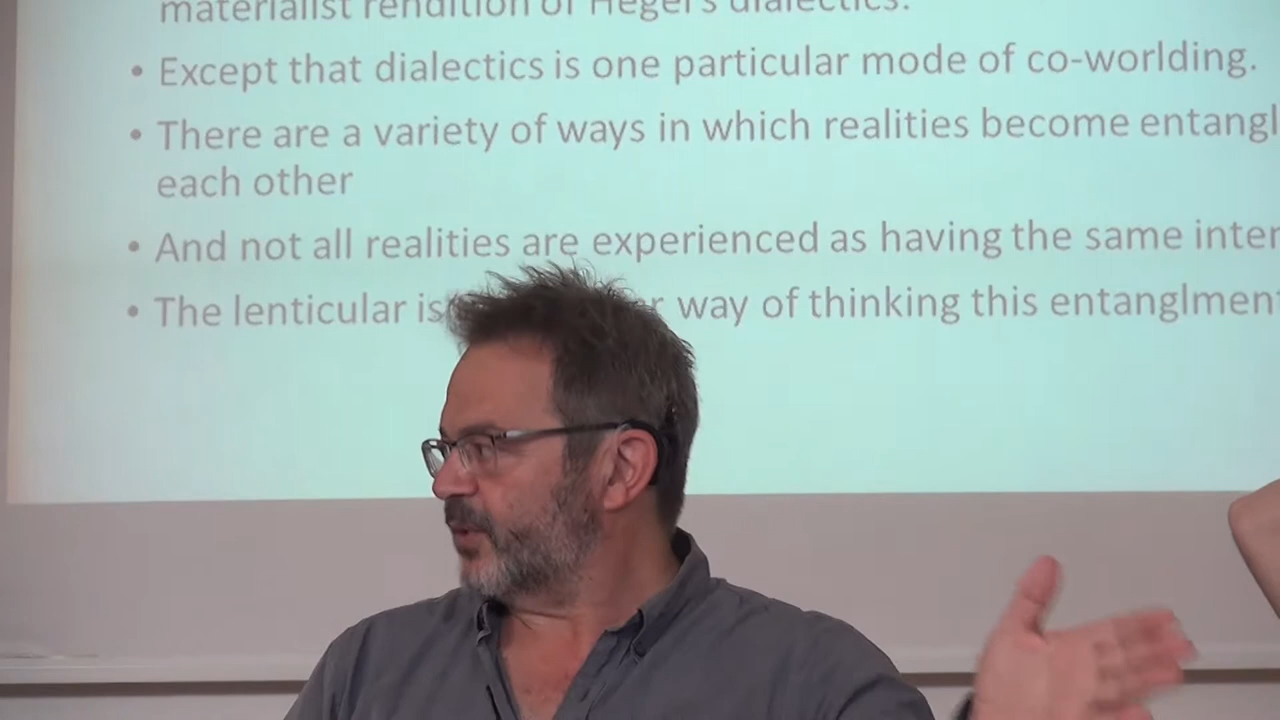 materialist rendition of Hegel's dialectics.
• Except that dialectics is one particular mode of co-worlding.
• There are a variety of ways in which realities become entangl
each other
• And not all realities are experienced as having the same inter
• The lenticular is way of thinking this entanglmen